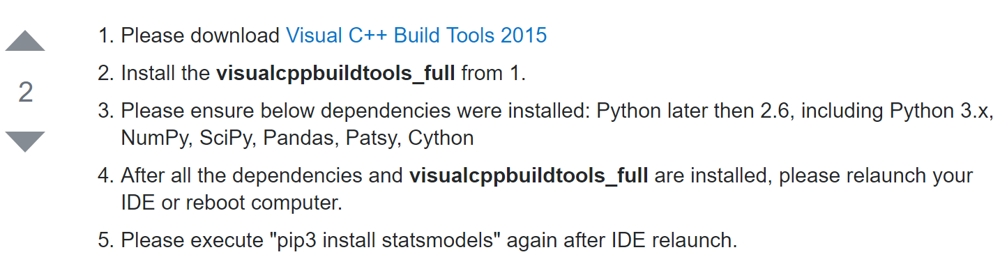 1. Please download Visual C++ Build Tools 2015
2. Install the visualcppbuildtools_full from 1.
2
3. Please ensure below dependencies were installed: Python later then 2.6, including Python 3.x,
NumPy, SciPy, Pandas, Patsy, Cython
4. After all the dependencies and visualcppbuildtools_full are installed, please relaunch your
IDE or reboot computer.
5. Please execute "pip3 install statsmodels" again after IDE relaunch.